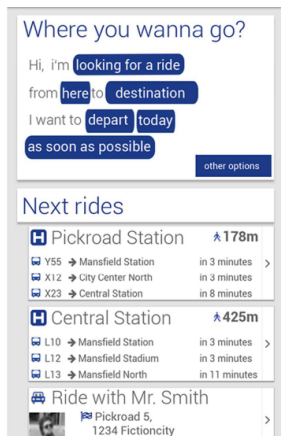 Where you wanna go?
Hi, i'm looking for a ride
from here to destination
I want to depart today
as soon as possible
other options
Next rides
H Pickroad Station 178m
Y55 → Mansfield Station in 3 minutes
X12 → City Center North in 3 minutes
X23 → Central Station in 8 minutes
H Central Station 425m
L10 → Mansfield Station in 3 minutes
L12 → Mansfield Stadium in 3 minutes
L13 → Mansfield North in 11 minutes
Ride with Mr. Smith
Pickroad 5,
1234 Fictioncity